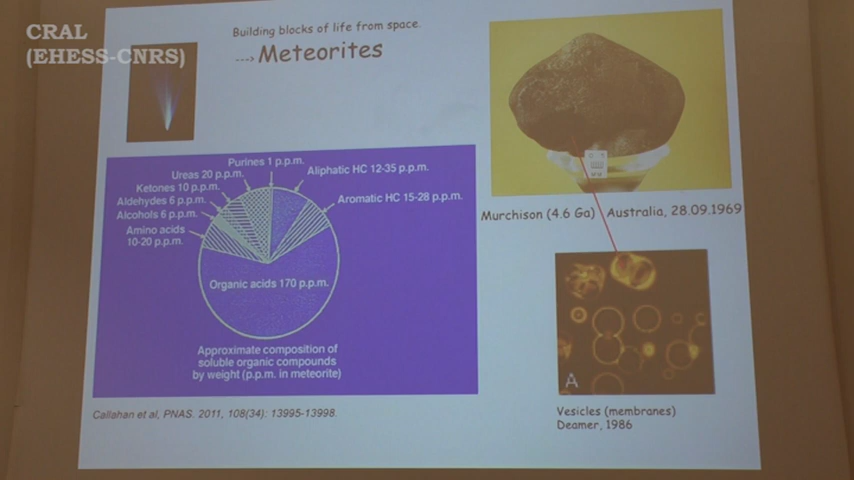 CRAL
(EHESS-CNRS)
Building blocks of life from space.
---> Meteorites
Purines 1 p.p.m.
Ureas 20 p.p.m.
Ketones 10 p.p.m.
Aldehydes 6 p.p.m.
Alcohols 6 p.p.m.
Amino acids
10-20 p.p.m.
Aliphatic HC 12-35 p.p.m.
Aromatic HC 15-28 p.p.m.
Organic acids 170 p.p.m.
Approximate composition of
soluble organic compounds
by weight (p.p.m. in meteorite)
Callahan et al, PNAS. 2011, 108(34): 13995-13998.
Murchison (4.6 Ga) Australia, 28.09.1969
A
Vesicles (membranes)
Deamer, 1986